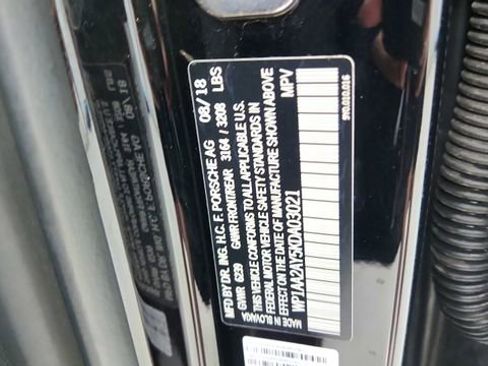 MFD BY DR. ING. H.C. F. PORSCHE AG 08/18
GVWR 6239 GAWR FRONT/REAR 3164 / 3208 LBS
THIS VEHICLE CONFORMS TO ALL APPLICABLE U.S.
FEDERAL MOTOR VEHICLE SAFETY STANDARDS IN
EFFECT ON THE DATE OF MANUFACTURE SHOWN ABOVE
WP1AA2AY5KDA03021 MPV
MADE IN SLOVAKIA